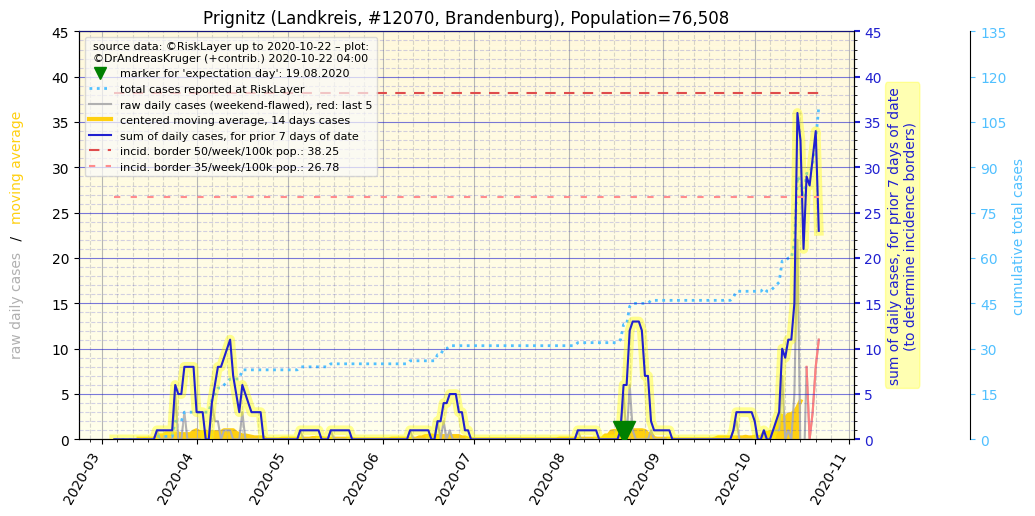 Prignitz (Landkreis, #12070, Brandenburg), Population=76,508
source data: ©RiskLayer up to 2020-10-22 – plot:
©DrAndreasKruger (+contrib.) 2020-10-22 04:00
marker for 'expectation day': 19.08.2020
total cases reported at RiskLayer
raw daily cases (weekend-flawed), red: last 5
centered moving average, 14 days cases
sum of daily cases, for prior 7 days of date
incid. border 50/week/100k pop.: 38.25
incid. border 35/week/100k pop.: 26.78
raw daily cases / moving average
45
40
35
30
25
20
15
10
5
0
2020-03
2020-04
2020-05
2020-06
2020-07
2020-08
2020-09
2020-10
2020-11
45
40
35
30
25
20
15
10
5
0
sum of daily cases, for prior 7 days of date
(to determine incidence borders)
135
120
105
90
75
60
45
30
15
0
cumulative total cases